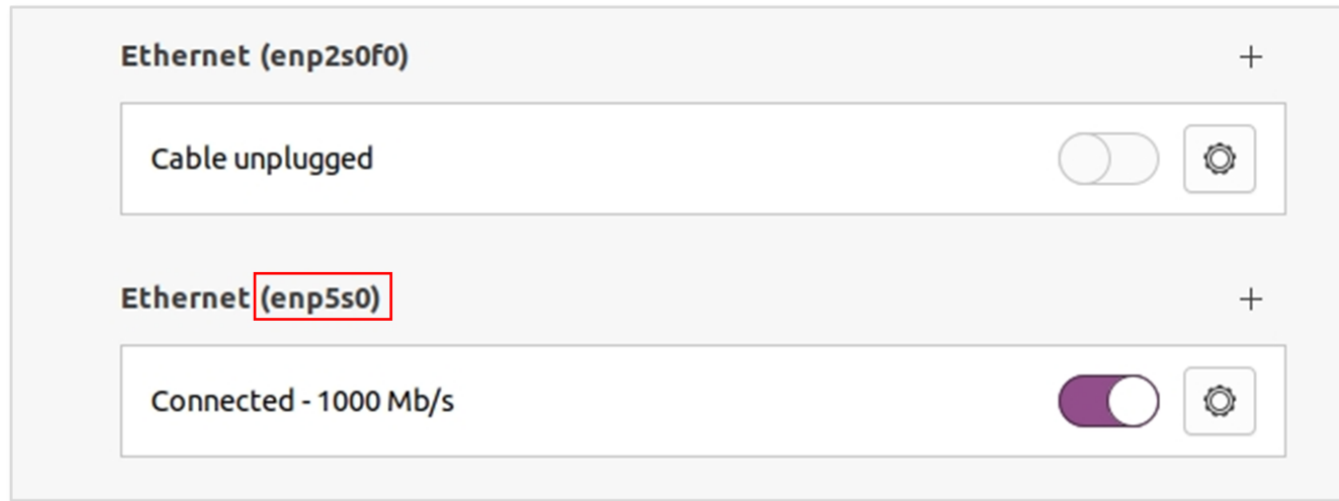 Ethernet (enp2s0f0)
Cable unplugged
Ethernet (enp5s0)
Connected - 1000 Mb/s